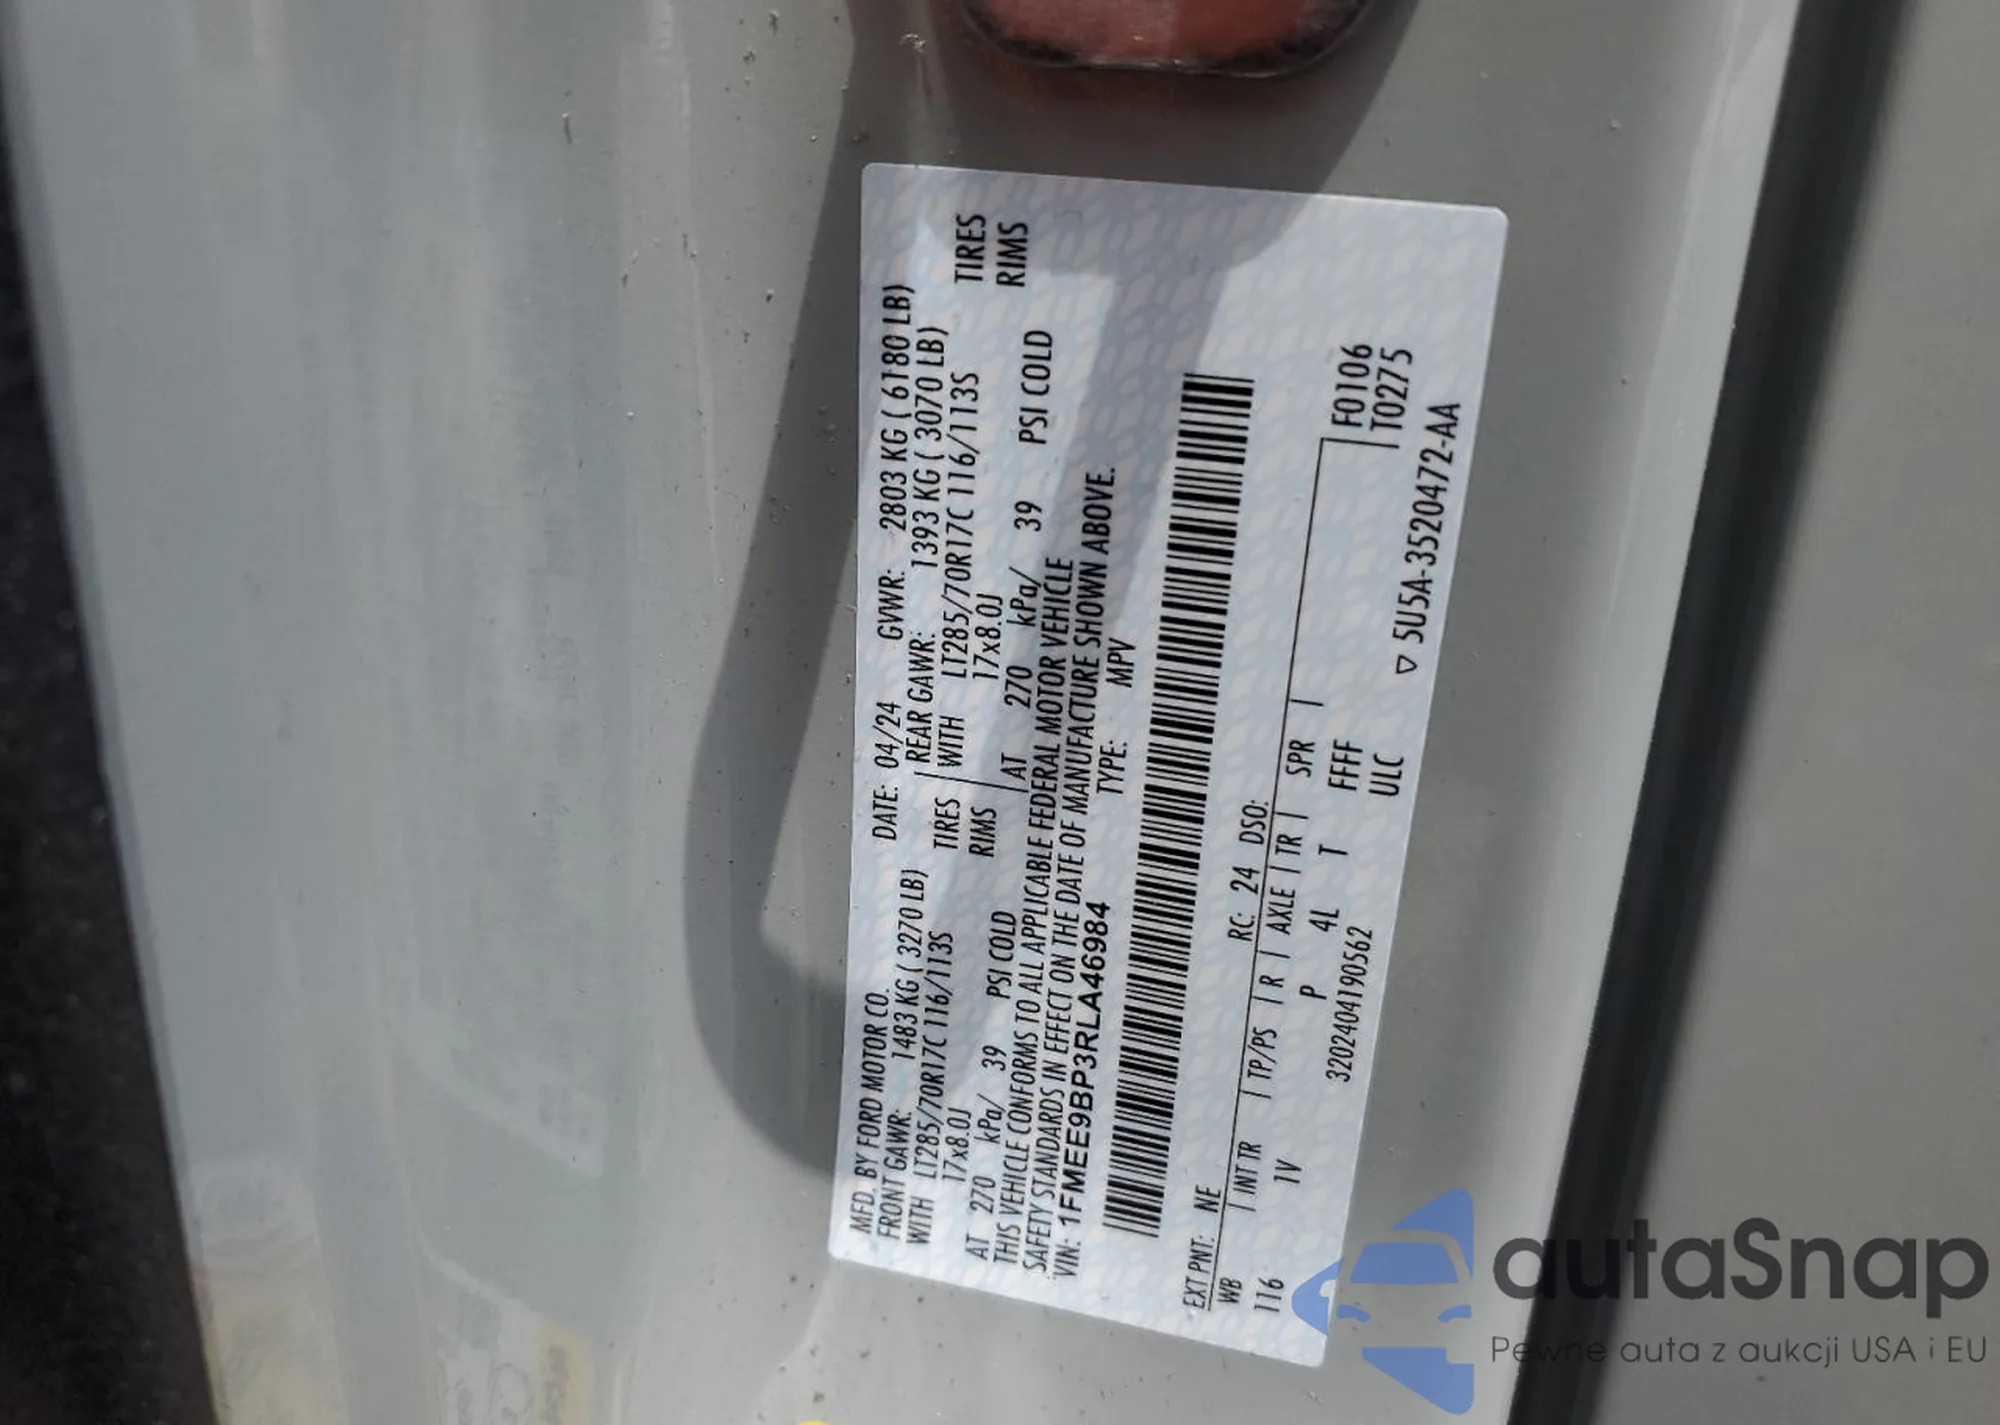 MFD. BY FORD MOTOR CO.
DATE: 04/24 GVWR: 2803 KG ( 6180 LB)
FRONT GAWR: 1483 KG ( 3270 LB) REAR GAWR: 1393 KG ( 3070 LB)
WITH LT285/70R17C 116/113S TIRES WITH LT285/70R17C 116/113S TIRES
17x8.0J RIMS 17x8.0J RIMS
AT 270 kPa/ 39 PSI COLD AT 270 kPa/ 39 PSI COLD
THIS VEHICLE CONFORMS TO ALL APPLICABLE FEDERAL MOTOR VEHICLE
SAFETY STANDARDS IN EFFECT ON THE DATE OF MANUFACTURE SHOWN ABOVE.
VIN: 1FMEE9BP3RLA46984 TYPE: MPV
EXT PNT: NE RC: 24 DSO:
WB INT TR TP/PS R AXLE TR SPR F0106
116 1V P 4L T FFFF T0275
3202404190562 ULC
▽ 5U5A-3520472-AA
autaSnap
Pewne auta z aukcji USA i EU